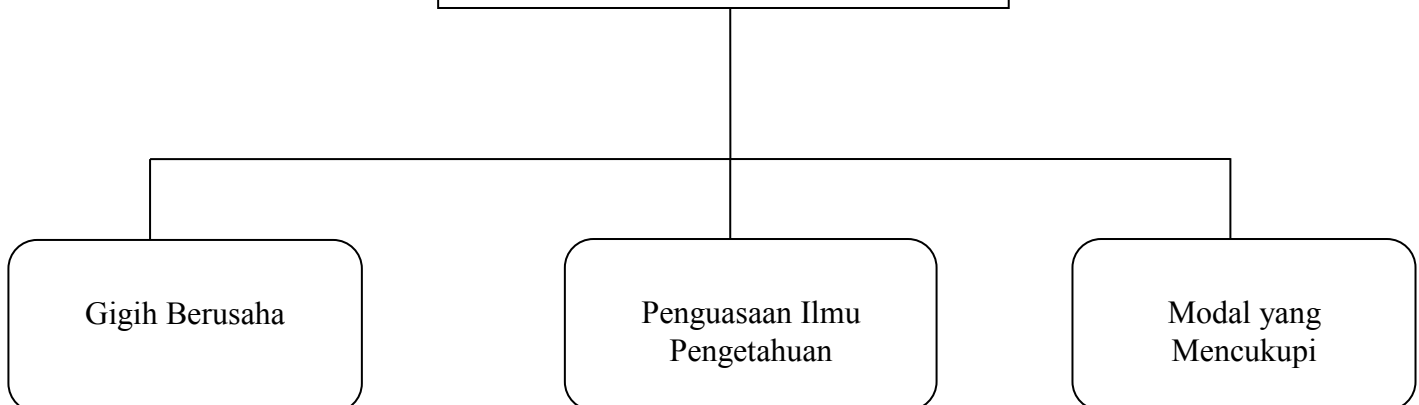 Gigih Berusaha
Penguasaan Ilmu
Pengetahuan
Modal yang
Mencukupi